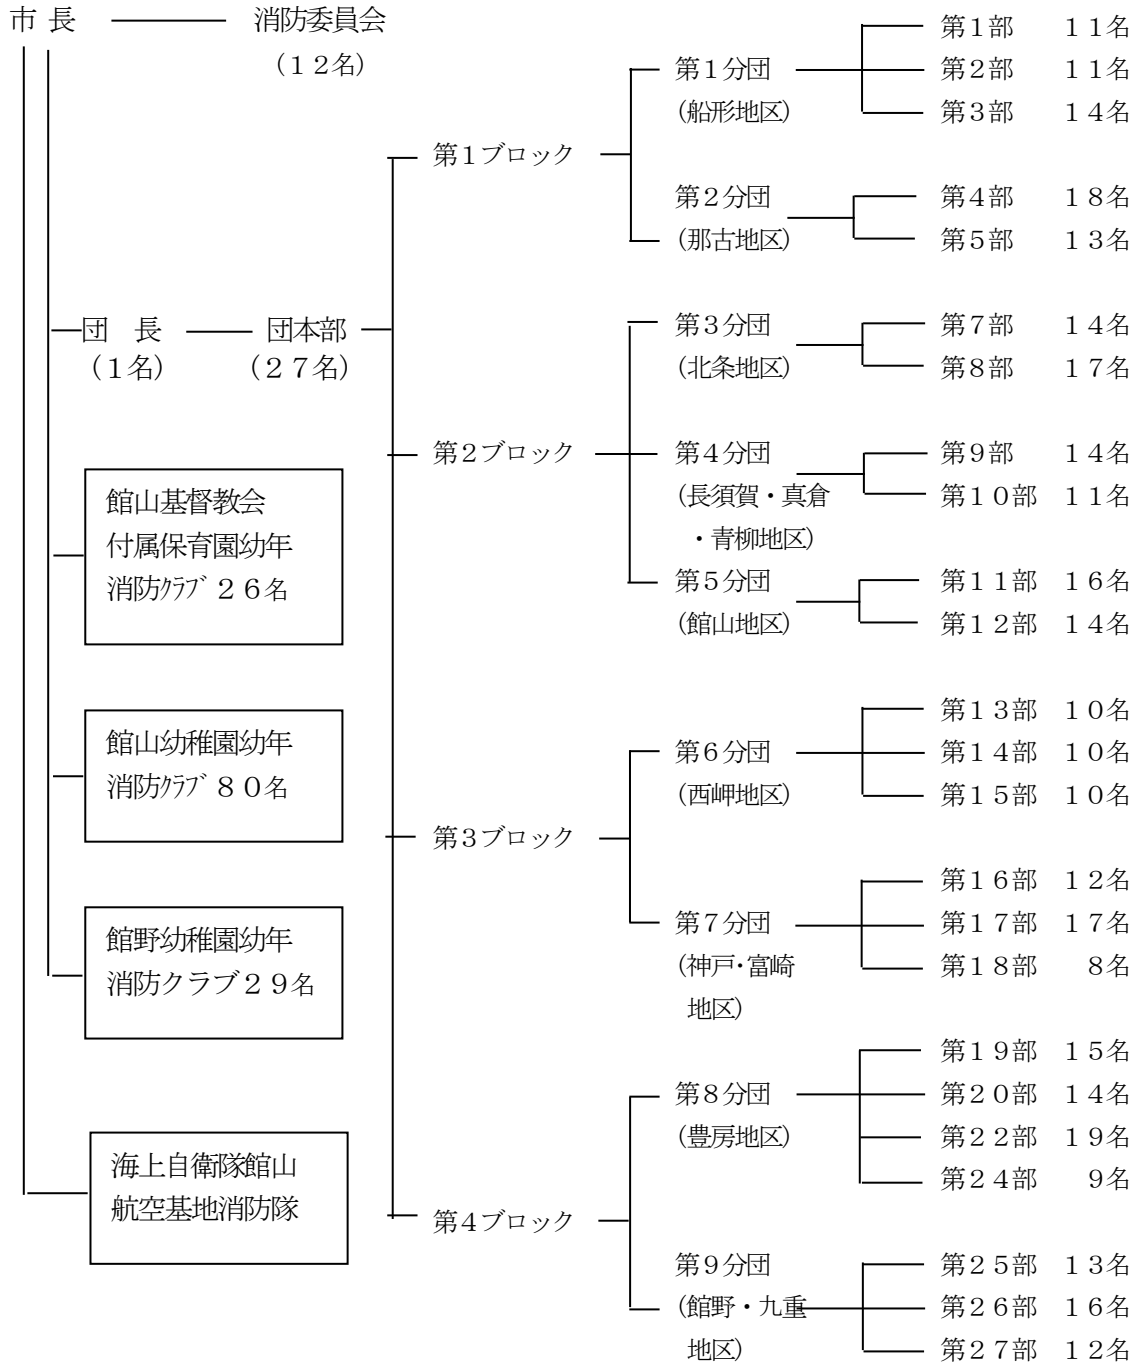 市 長
消防委員会
（１２名）
団　長
（１名）
団本部
（２７名）
館山基督教会
付属保育園幼年
消防ｸﾗﾌﾞ ２６名
館山幼稚園幼年
消防ｸﾗﾌﾞ ８０名
館野幼稚園幼年
消防クラブ２９名
海上自衛隊館山
航空基地消防隊
第１ブロック
第１分団
（船形地区）
第１部　１１名
第２部　１１名
第３部　１４名
第２分団
（那古地区）
第４部　１８名
第５部　１３名
第２ブロック
第３分団
（北条地区）
第７部　１４名
第８部　１７名
第４分団
（長須賀・真倉
・青柳地区）
第９部　１４名
第１０部　１１名
第５分団
（館山地区）
第１１部　１６名
第１２部　１４名
第３ブロック
第６分団
（西岬地区）
第１３部　１０名
第１４部　１０名
第１５部　１０名
第７分団
（神戸・富崎
地区）
第１６部　１２名
第１７部　１７名
第１８部　８名
第４ブロック
第８分団
（豊房地区）
第１９部　１５名
第２０部　１４名
第２２部　１９名
第２４部　９名
第９分団
（館野・九重
地区）
第２５部　１３名
第２６部　１６名
第２７部　１２名